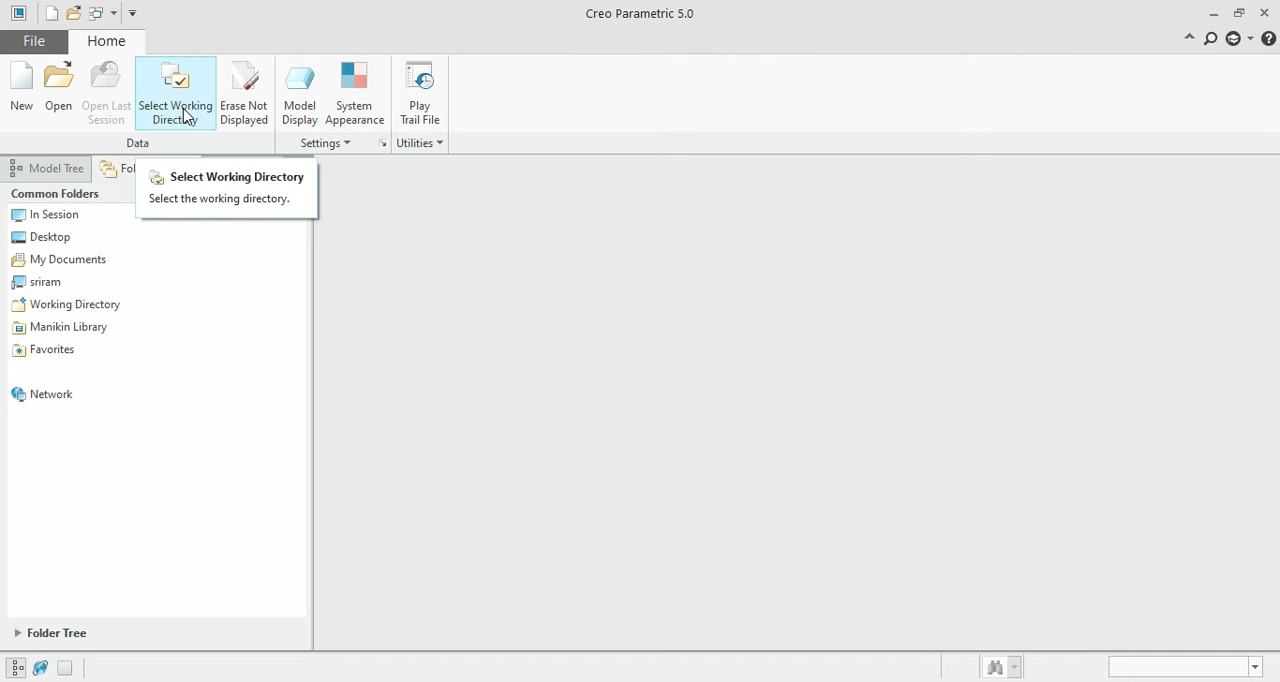 Creo Parametric 5.0
File
Home
New
Open
Open Last
Session
Select Working
Directory
Erase Not
Displayed
Model
Display
System
Appearance
Play
Trail File
Data
Settings
Utilities
Model Tree
Fol
Select Working Directory
Select the working directory.
Common Folders
In Session
Desktop
My Documents
sriram
Working Directory
Manikin Library
Favorites
Network
Folder Tree